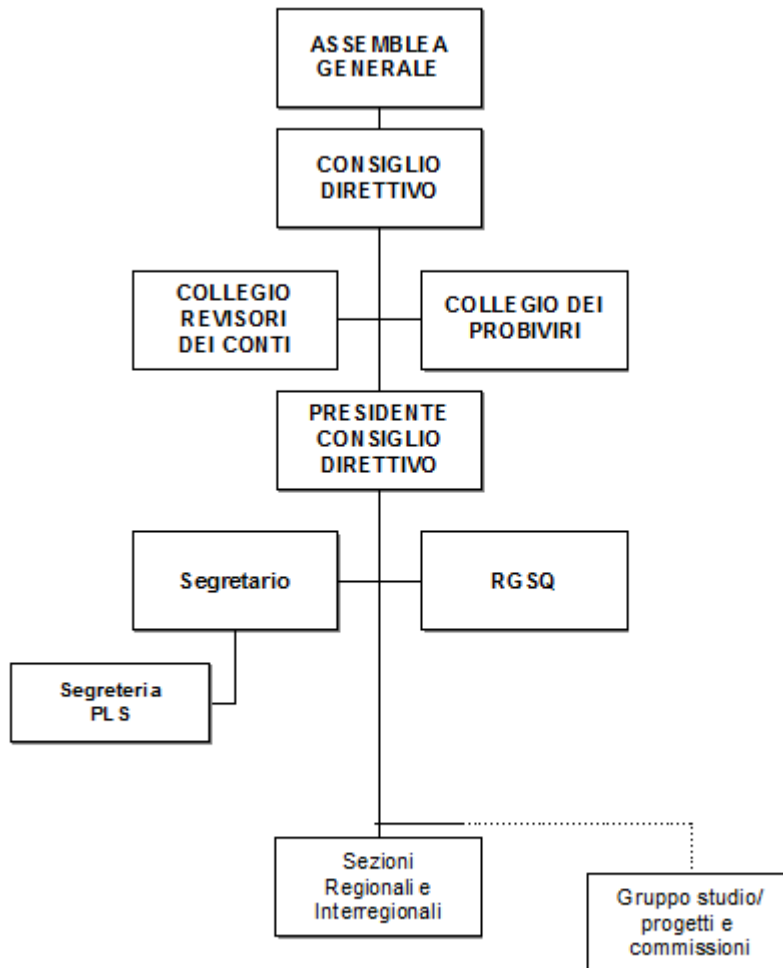 ASSEMBLEA
GENERALE
CONSIGLIO
DIRETTIVO
COLLEGIO
REVISORI
DEI CONTI
COLLEGIO DEI
PROBIVIRI
PRESIDENTE
CONSIGLIO
DIRETTIVO
Segretario
RGSQ
Segreteria
PLS
Sezioni
Regionali e
Interregionali
Gruppo studio/
progetti e
commissioni